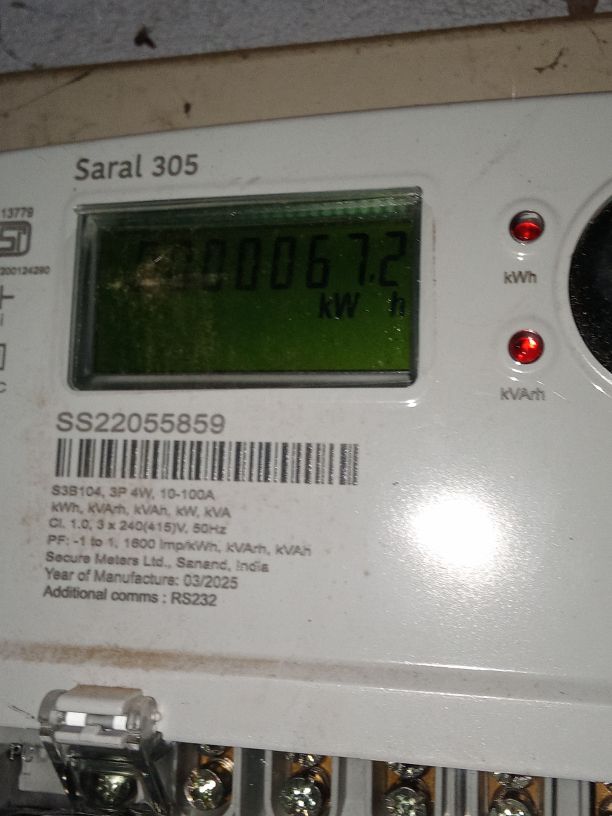 Saral 305
13779
kWh
kW h
kVArh
SS22055859
S3B104, 3P 4W, 10-100A
kWh, kVArh, kVAh, kW, kVA
Cl. 1.0, 3 x 240(415)V, 50Hz
PF: -1 to 1, 1600 Imp/kWh, kVArh, kVAh
Secure Meters Ltd., Sanand, India
Year of Manufacture: 03/2025
Additional comms : RS232